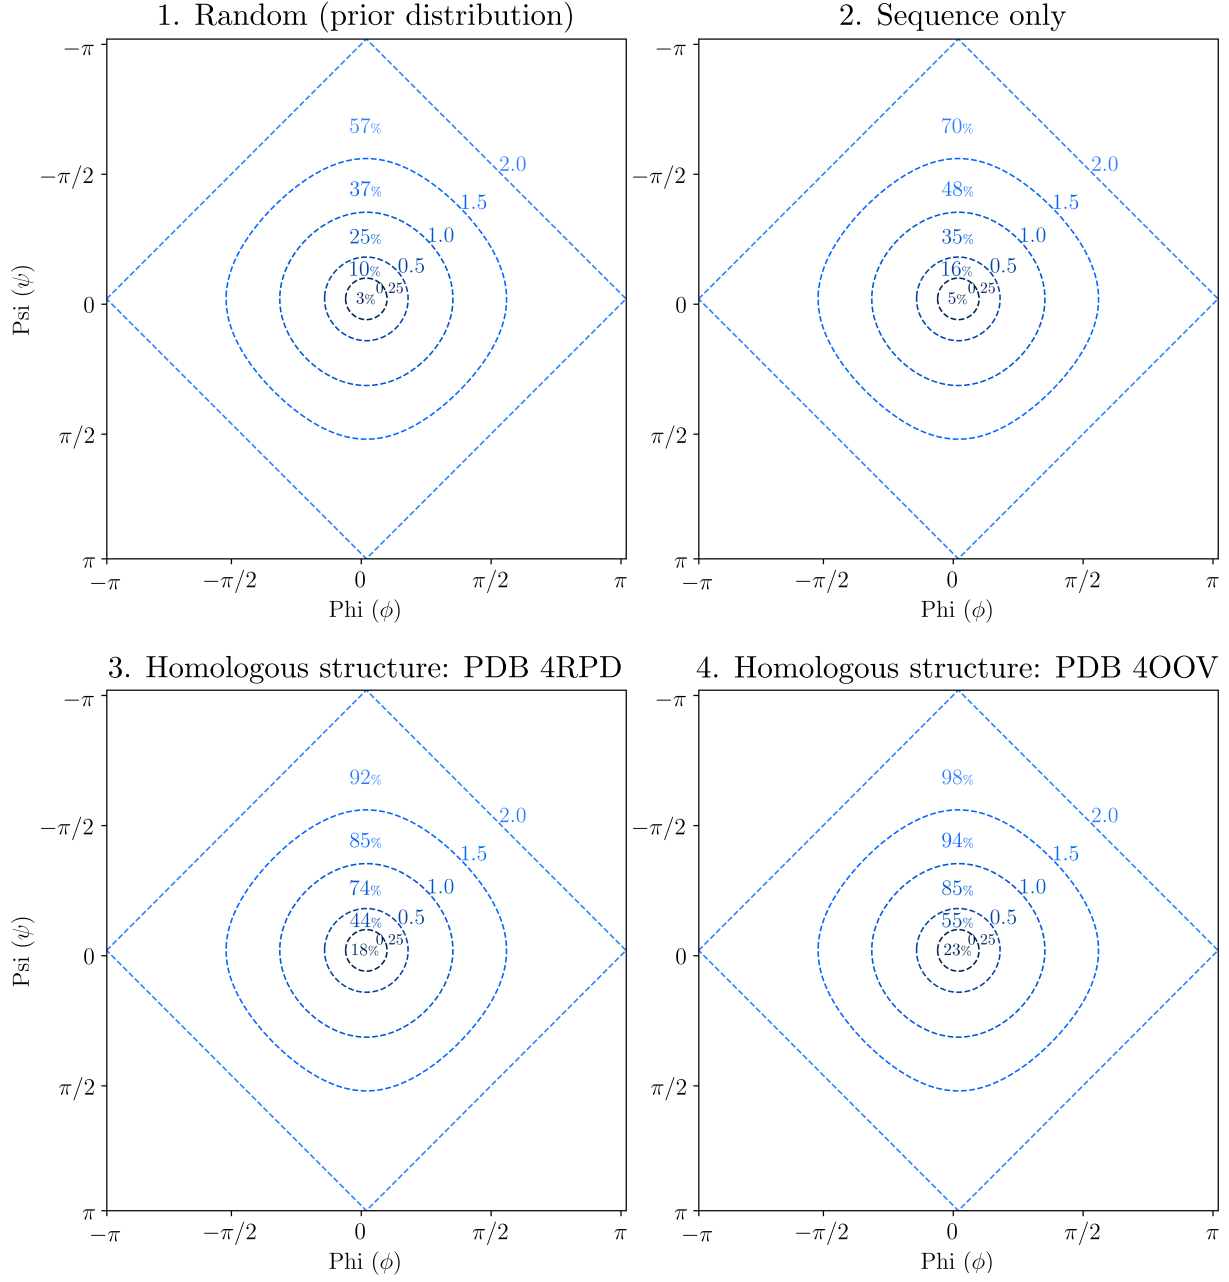 1. Random (prior distribution)
−π
57%
−π/2
2.0
37%
1.5
25%
1.0
10%
0.5
0.25
3%
0
Psi (ψ)
π/2
π
−π −π/2 0 π/2 π
Phi (ϕ)
2. Sequence only
−π
70%
−π/2
2.0
48%
1.5
35%
1.0
16%
0.5
0.25
5%
0
π/2
π
−π −π/2 0 π/2 π
Phi (ϕ)
3. Homologous structure: PDB 4RPD
−π
92%
−π/2
2.0
85%
1.5
74%
1.0
44%
0.5
0.25
18%
0
Psi (ψ)
π/2
π
−π −π/2 0 π/2 π
Phi (ϕ)
4. Homologous structure: PDB 4OOV
−π
98%
−π/2
2.0
94%
1.5
85%
1.0
55%
0.5
0.25
23%
0
π/2
π
−π −π/2 0 π/2 π
Phi (ϕ)